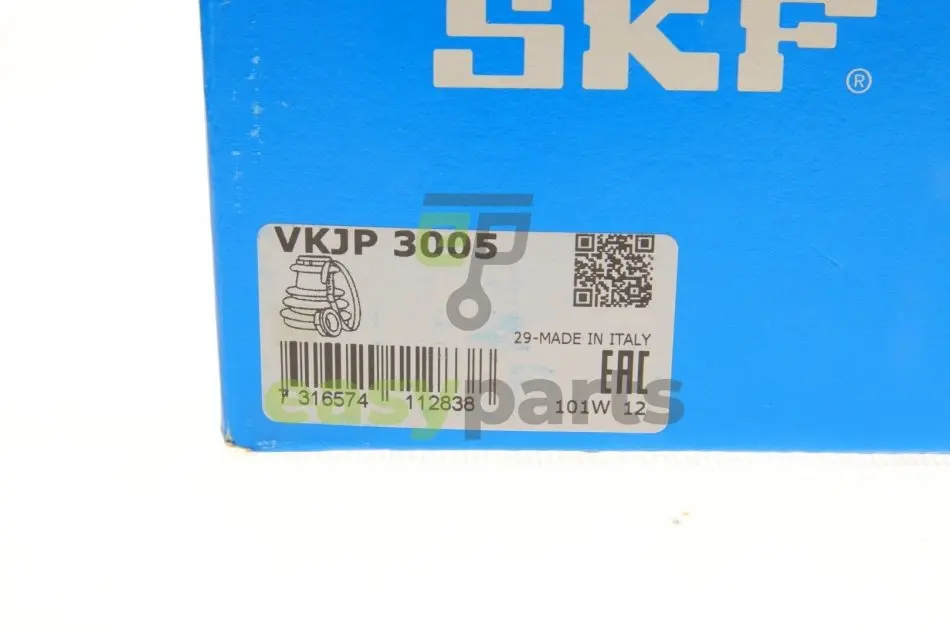 SKF
®
VKJP 3005
29-MADE IN ITALY
EAC
7 316574 112838
101W 12
easyparts